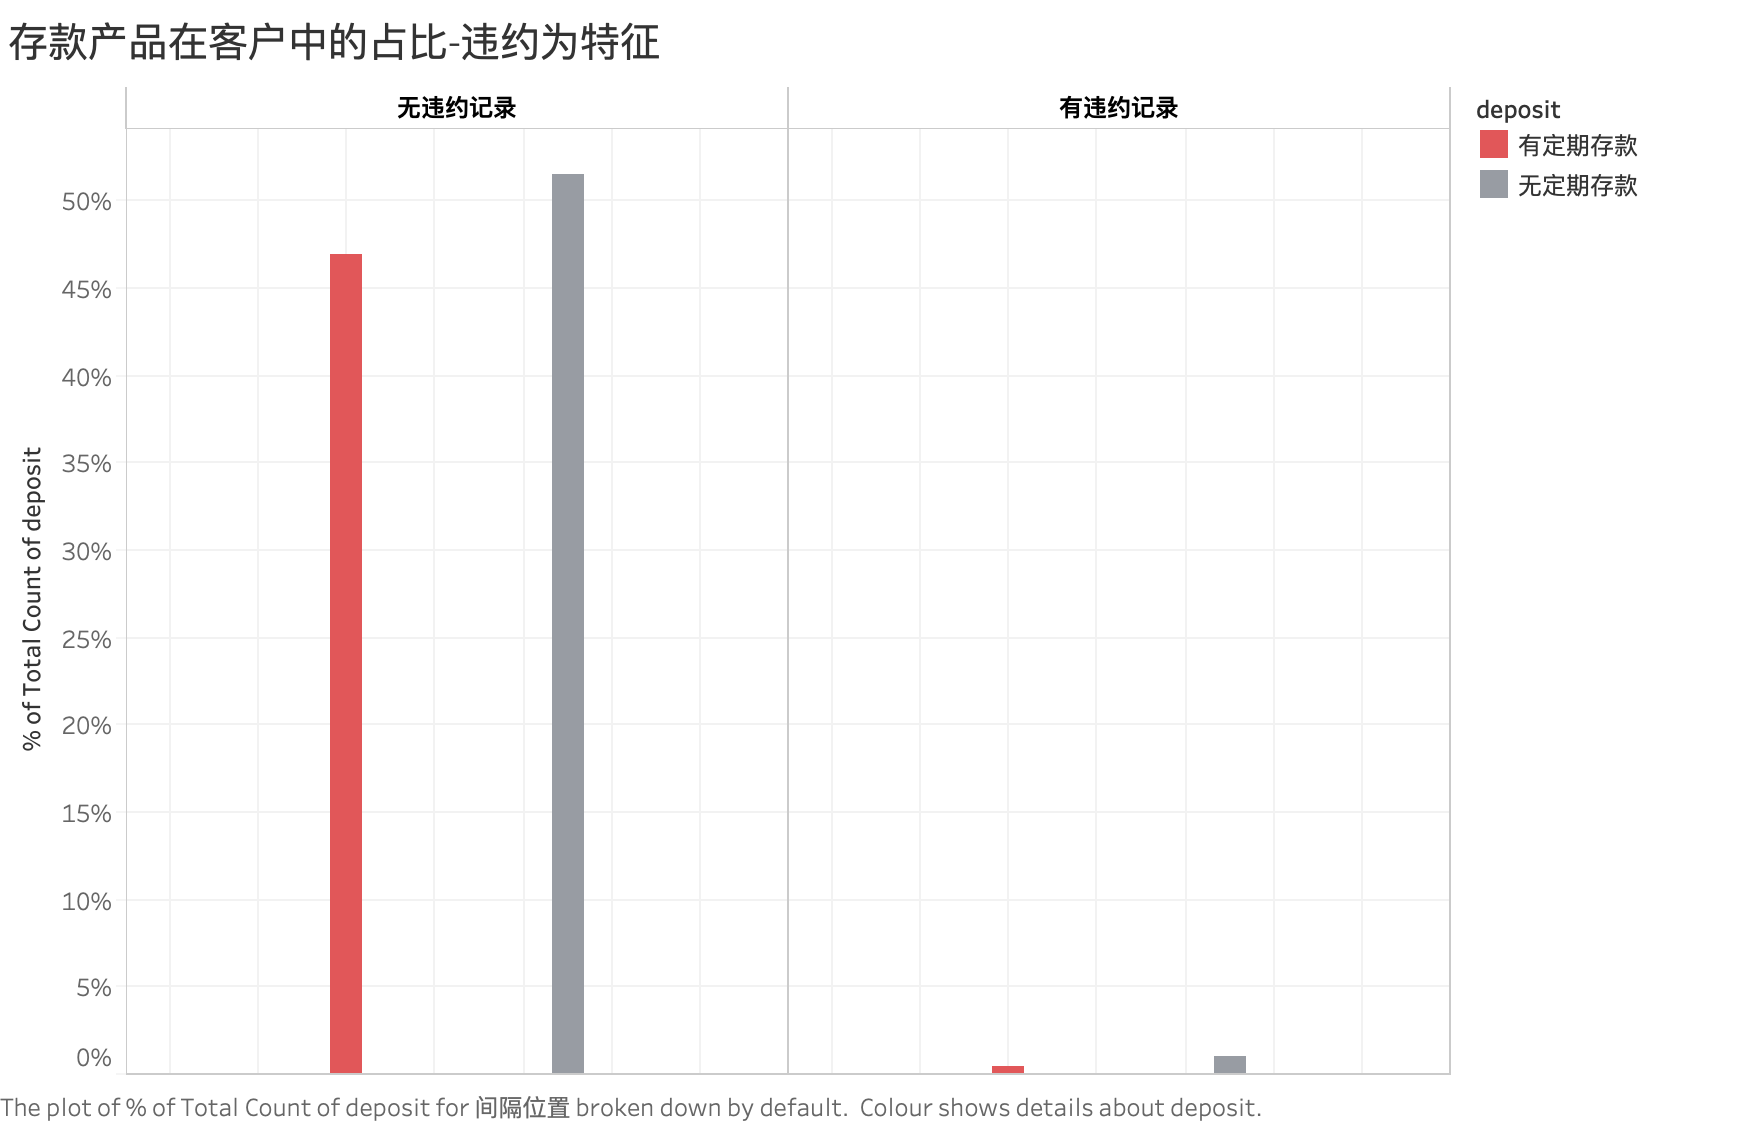 存款产品在客户中的占比-违约为特征
无违约记录
有违约记录
deposit
有定期存款
无定期存款
% of Total Count of deposit
50%
45%
40%
35%
30%
25%
20%
15%
10%
5%
0%
The plot of % of Total Count of deposit for 间隔位置 broken down by default.  Colour shows details about deposit.